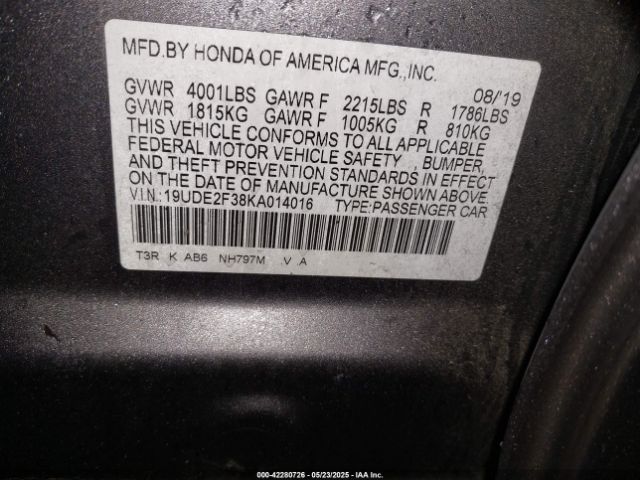 MFD.BY HONDA OF AMERICA MFG.,INC.
08/'19
GVWR 4001LBS GAWR F 2215LBS R 1786LBS
GVWR 1815KG GAWR F 1005KG R 810KG
THIS VEHICLE CONFORMS TO ALL APPLICABLE
FEDERAL MOTOR VEHICLE SAFETY , BUMPER,
AND THEFT PREVENTION STANDARDS IN EFFECT
ON THE DATE OF MANUFACTURE SHOWN ABOVE.
V.I.N.:19UDE2F38KA014016 TYPE:PASSENGER CAR
T3R K AB6 NH797M .V .A
000-42280726 - 05/23/2025 - IAA Inc.